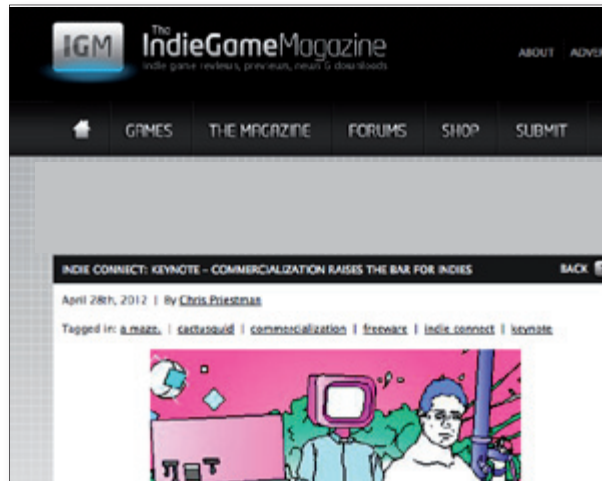 IGM
The
IndieGameMagazine
indie game reviews, previews, news & downloads
ABOUT
GAMES THE MAGAZINE FORUMS SHOP SUBMIT
INDIE CONNECT: KEYNOTE – COMMERCIALIZATION RAISES THE BAR FOR INDIES BACK
April 28th, 2012 | By Chris Priestman
Tagged in: a maze. | cactusquid | commercialization | freeware | indie connect | keynote